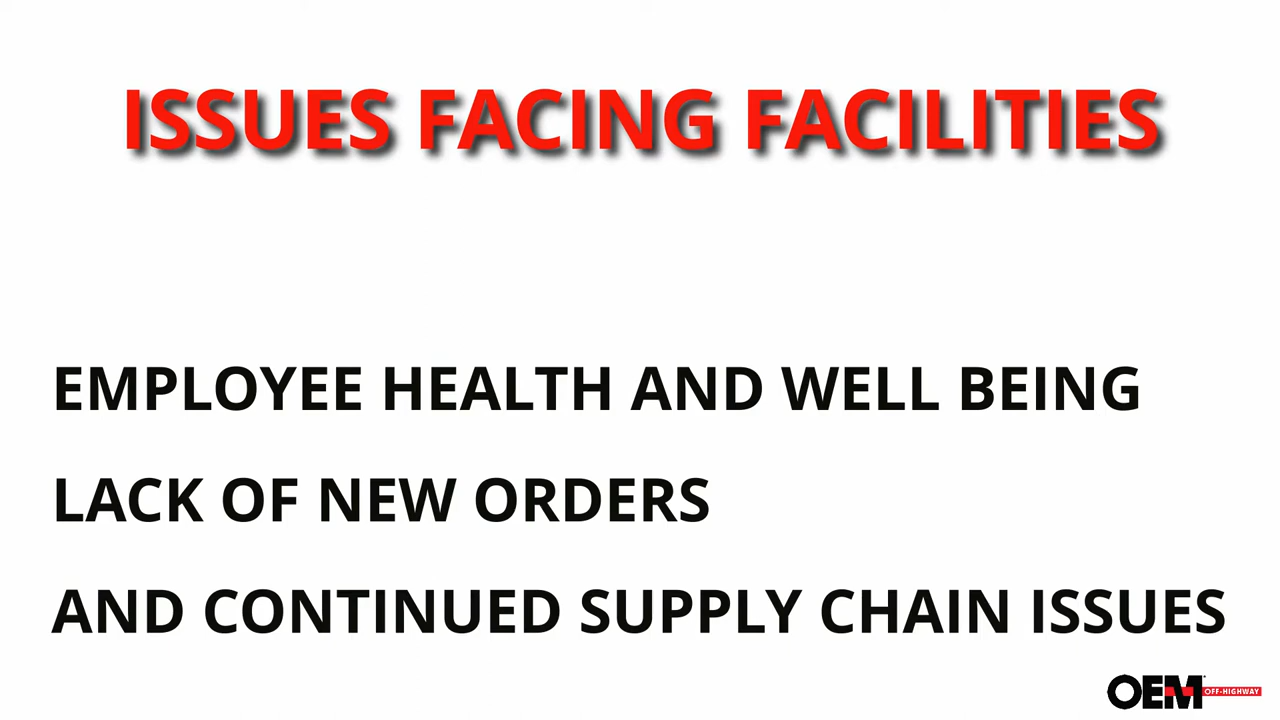 ISSUES FACING FACILITIES
EMPLOYEE HEALTH AND WELL BEING
LACK OF NEW ORDERS
AND CONTINUED SUPPLY CHAIN ISSUES
OEM OFF-HIGHWAY